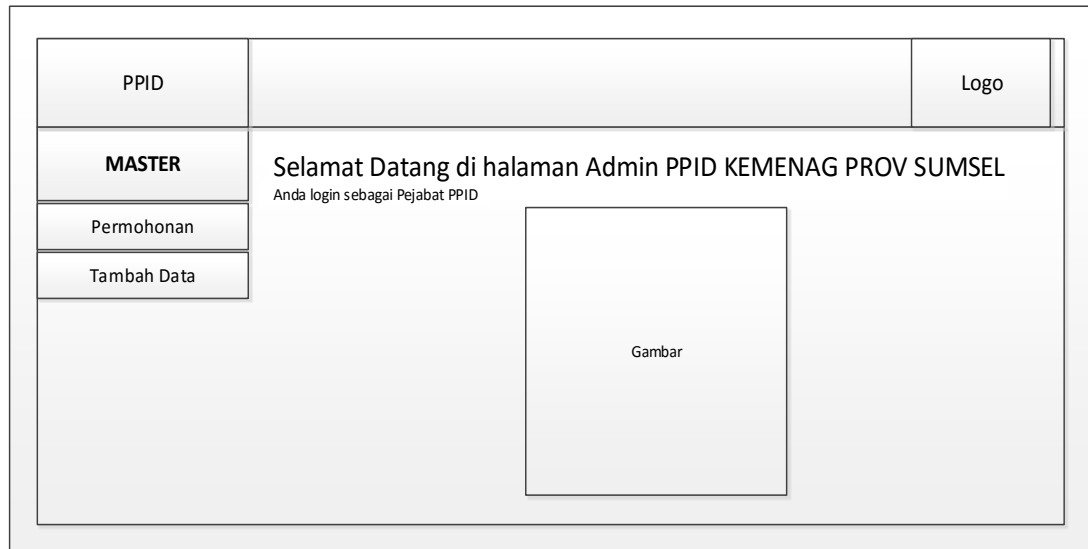 PPID
Logo
MASTER
Selamat Datang di halaman Admin PPID KEMENAG PROV SUMSEL
Anda login sebagai Pejabat PPID
Permohonan
Tambah Data
Gambar